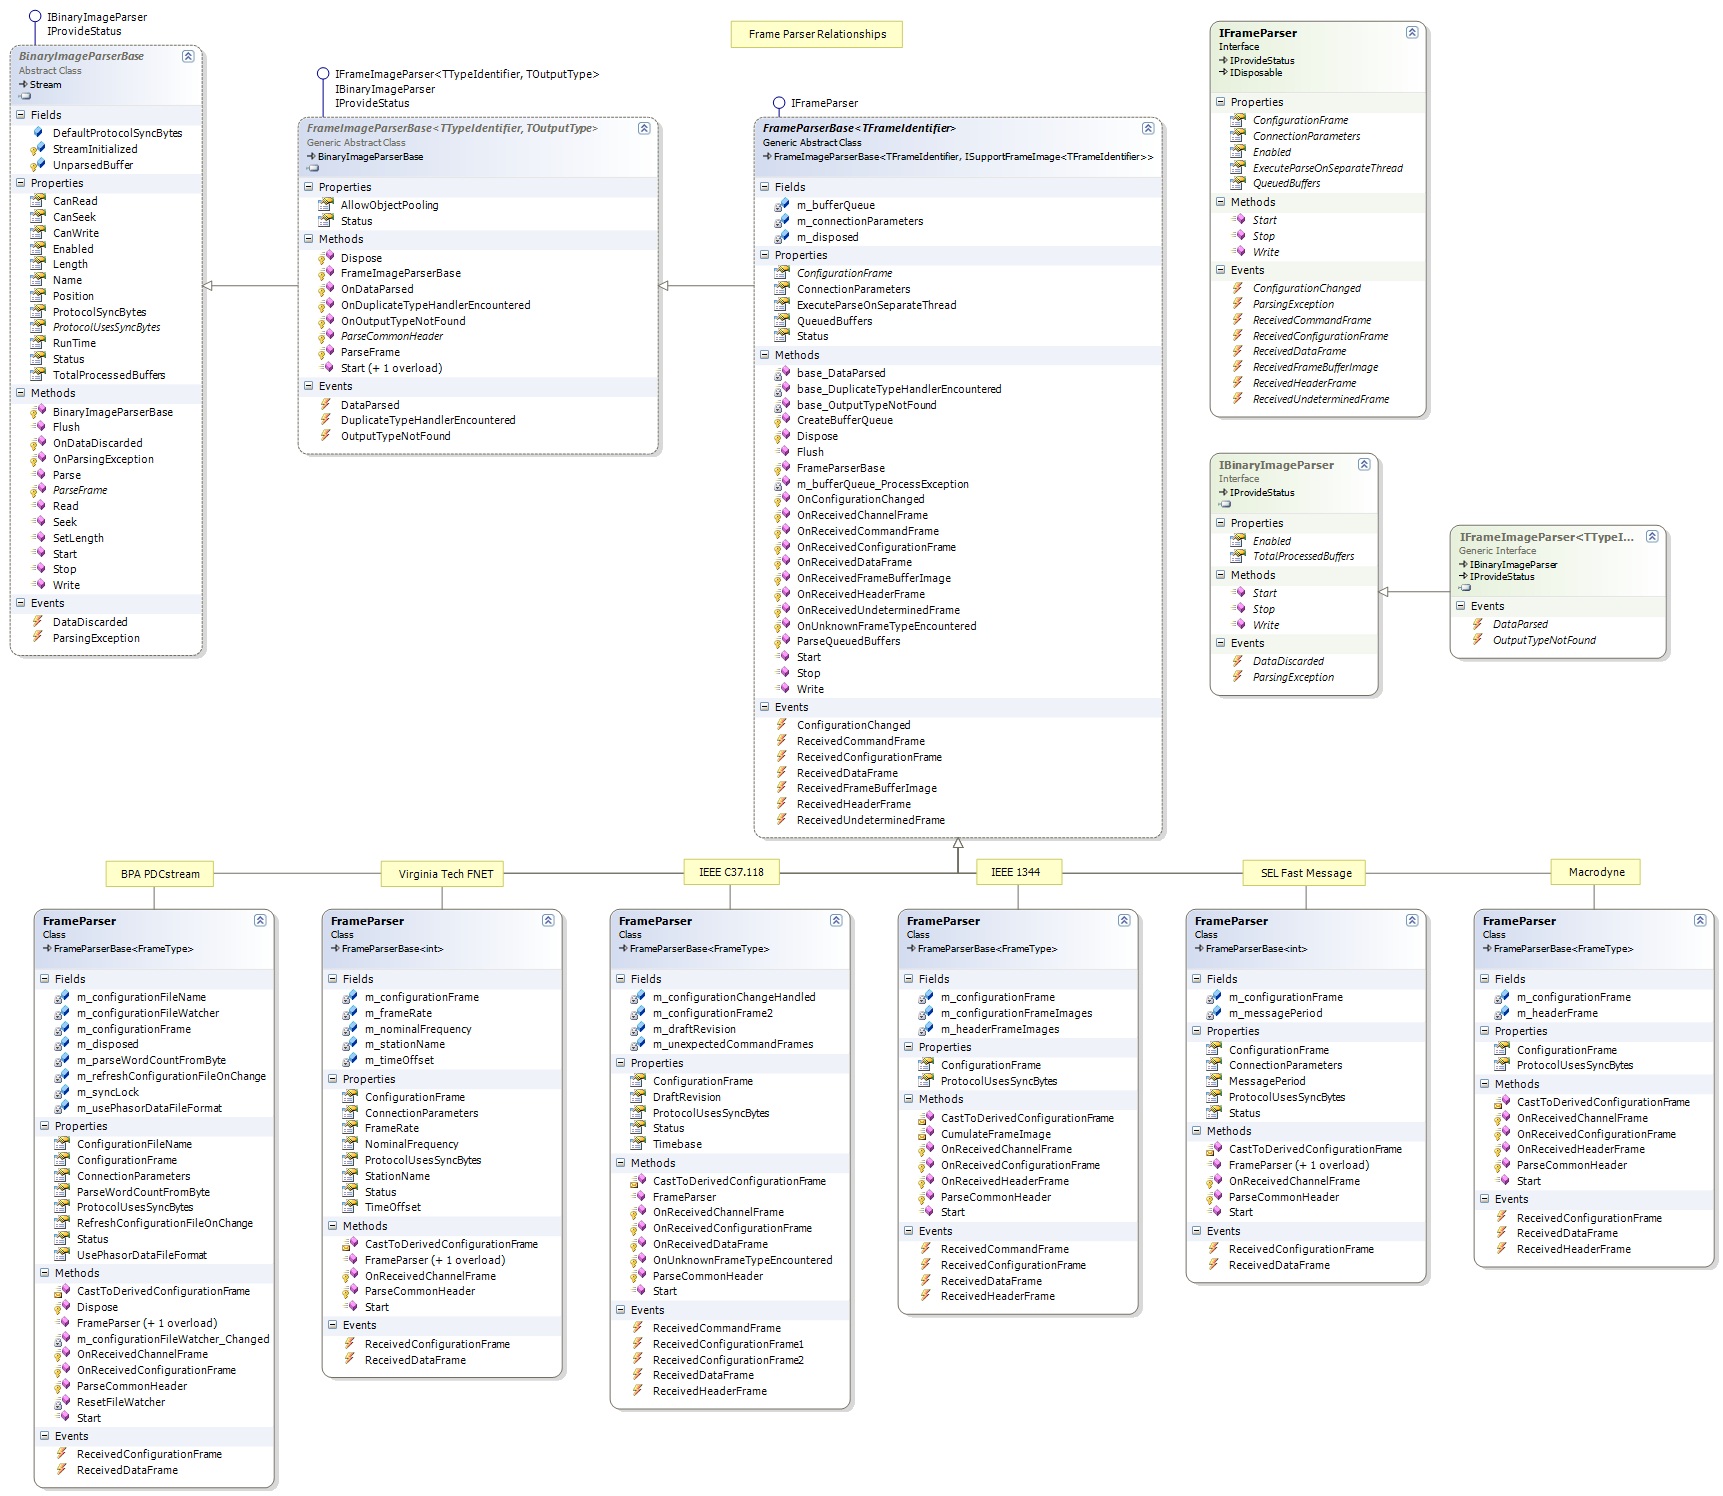 IBinaryImageParser
IProvideStatus
BinaryImageParserBase
Abstract Class
Stream
Fields
DefaultProtocolSyncBytes
StreamInitialized
UnparsedBuffer
Properties
CanRead
CanSeek
CanWrite
Enabled
Length
Name
Position
ProtocolSyncBytes
ProtocolUsesSyncBytes
RunTime
Status
TotalProcessedBuffers
Methods
BinaryImageParserBase
Flush
OnDataDiscarded
OnParsingException
Parse
ParseFrame
Read
Seek
SetLength
Start
Stop
Write
Events
DataDiscarded
ParsingException
IFrameImageParser<TTypeIdentifier, TOutputType>
IBinaryImageParser
IProvideStatus
FrameImageParserBase<TTypeIdentifier, TOutputType>
Generic Abstract Class
BinaryImageParserBase
Properties
AllowObjectPooling
Status
Methods
Dispose
FrameImageParserBase
OnDataParsed
OnDuplicateTypeHandlerEncountered
OnOutputTypeNotFound
ParseCommonHeader
ParseFrame
Start (+ 1 overload)
Events
DataParsed
DuplicateTypeHandlerEncountered
OutputTypeNotFound
Frame Parser Relationships
IFrameParser
FrameParserBase<TFrameIdentifier>
Generic Abstract Class
FrameImageParserBase<TFrameIdentifier, ISupportFrameImage<TFrameIdentifier>>
Fields
m_bufferQueue
m_connectionParameters
m_disposed
Properties
ConfigurationFrame
ConnectionParameters
ExecuteParseOnSeparateThread
QueuedBuffers
Status
Methods
base_DataParsed
base_DuplicateTypeHandlerEncountered
base_OutputTypeNotFound
CreateBufferQueue
Dispose
Flush
FrameParserBase
m_bufferQueue_ProcessException
OnConfigurationChanged
OnReceivedChannelFrame
OnReceivedCommandFrame
OnReceivedConfigurationFrame
OnReceivedDataFrame
OnReceivedFrameBufferImage
OnReceivedHeaderFrame
OnReceivedUndeterminedFrame
OnUnknownFrameTypeEncountered
ParseQueuedBuffers
Start
Stop
Write
Events
ConfigurationChanged
ReceivedCommandFrame
ReceivedConfigurationFrame
ReceivedDataFrame
ReceivedFrameBufferImage
ReceivedHeaderFrame
ReceivedUndeterminedFrame
IFrameParser
Interface
IProvideStatus
IDisposable
Properties
ConfigurationFrame
ConnectionParameters
Enabled
ExecuteParseOnSeparateThread
QueuedBuffers
Methods
Start
Stop
Write
Events
ConfigurationChanged
ParsingException
ReceivedCommandFrame
ReceivedConfigurationFrame
ReceivedDataFrame
ReceivedFrameBufferImage
ReceivedHeaderFrame
ReceivedUndeterminedFrame
IBinaryImageParser
Interface
IProvideStatus
Properties
Enabled
TotalProcessedBuffers
Methods
Start
Stop
Write
Events
DataDiscarded
ParsingException
IFrameImageParser<TTypeI...
Generic Interface
IBinaryImageParser
IProvideStatus
Events
DataParsed
OutputTypeNotFound
BPA PDCstream
FrameParser
Class
FrameParserBase<FrameType>
Fields
m_configurationFileName
m_configurationFileWatcher
m_configurationFrame
m_disposed
m_parseWordCountFromByte
m_refreshConfigurationFileOnChange
m_syncLock
m_usePhasorDataFileFormat
Properties
ConfigurationFileName
ConfigurationFrame
ConnectionParameters
ParseWordCountFromByte
ProtocolUsesSyncBytes
RefreshConfigurationFileOnChange
Status
UsePhasorDataFileFormat
Methods
CastToDerivedConfigurationFrame
Dispose
FrameParser (+ 1 overload)
m_configurationFileWatcher_Changed
OnReceivedChannelFrame
OnReceivedConfigurationFrame
ParseCommonHeader
ResetFileWatcher
Start
Events
ReceivedConfigurationFrame
ReceivedDataFrame
Virginia Tech FNET
FrameParser
Class
FrameParserBase<int>
Fields
m_configurationFrame
m_frameRate
m_nominalFrequency
m_stationName
m_timeOffset
Properties
ConfigurationFrame
ConnectionParameters
FrameRate
NominalFrequency
ProtocolUsesSyncBytes
StationName
Status
TimeOffset
Methods
CastToDerivedConfigurationFrame
FrameParser (+ 1 overload)
OnReceivedChannelFrame
ParseCommonHeader
Start
Events
ReceivedConfigurationFrame
ReceivedDataFrame
IEEE C37.118
FrameParser
Class
FrameParserBase<FrameType>
Fields
m_configurationChangeHandled
m_configurationFrame2
m_draftRevision
m_unexpectedCommandFrames
Properties
ConfigurationFrame
DraftRevision
ProtocolUsesSyncBytes
Status
Timebase
Methods
CastToDerivedConfigurationFrame
FrameParser
OnReceivedChannelFrame
OnReceivedConfigurationFrame
OnReceivedDataFrame
OnUnknownFrameTypeEncountered
ParseCommonHeader
Start
Events
ReceivedCommandFrame
ReceivedConfigurationFrame1
ReceivedConfigurationFrame2
ReceivedDataFrame
ReceivedHeaderFrame
IEEE 1344
FrameParser
Class
FrameParserBase<FrameType>
Fields
m_configurationFrame
m_configurationFrameImages
m_headerFrameImages
Properties
ConfigurationFrame
ProtocolUsesSyncBytes
Methods
CastToDerivedConfigurationFrame
CumulateFrameImage
OnReceivedChannelFrame
OnReceivedConfigurationFrame
OnReceivedHeaderFrame
ParseCommonHeader
Start
Events
ReceivedCommandFrame
ReceivedConfigurationFrame
ReceivedDataFrame
ReceivedHeaderFrame
SEL Fast Message
FrameParser
Class
FrameParserBase<int>
Fields
m_configurationFrame
m_messagePeriod
Properties
ConfigurationFrame
ConnectionParameters
MessagePeriod
ProtocolUsesSyncBytes
Status
Methods
CastToDerivedConfigurationFrame
FrameParser (+ 1 overload)
OnReceivedChannelFrame
ParseCommonHeader
Start
Events
ReceivedConfigurationFrame
ReceivedDataFrame
Macrodyne
FrameParser
Class
FrameParserBase<FrameType>
Fields
m_configurationFrame
m_headerFrame
Properties
ConfigurationFrame
ProtocolUsesSyncBytes
Methods
CastToDerivedConfigurationFrame
OnReceivedChannelFrame
OnReceivedConfigurationFrame
OnReceivedHeaderFrame
ParseCommonHeader
Start
Events
ReceivedConfigurationFrame
ReceivedDataFrame
ReceivedHeaderFrame